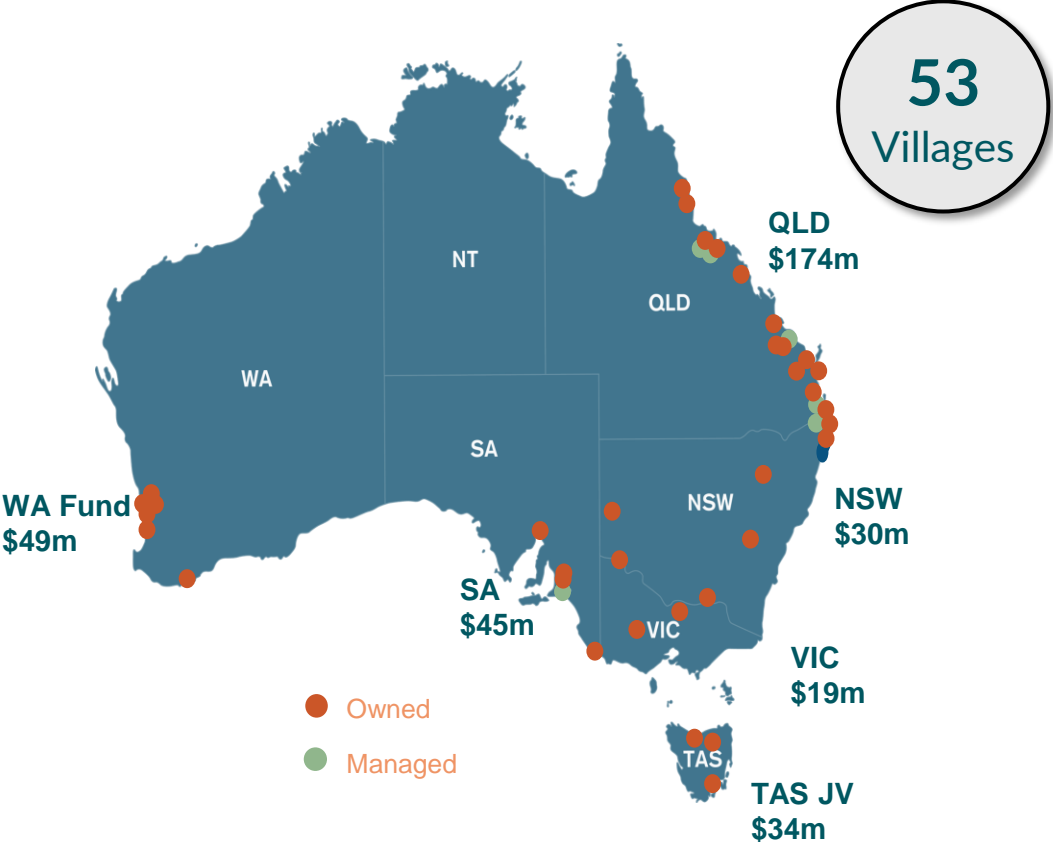 53
Villages
QLD
$174m
NT
QLD
WA
SA
WA Fund
$49m
NSW
NSW
$30m
SA
$45m
VIC
VIC
$19m
Owned
Managed
TAS
TAS JV
$34m